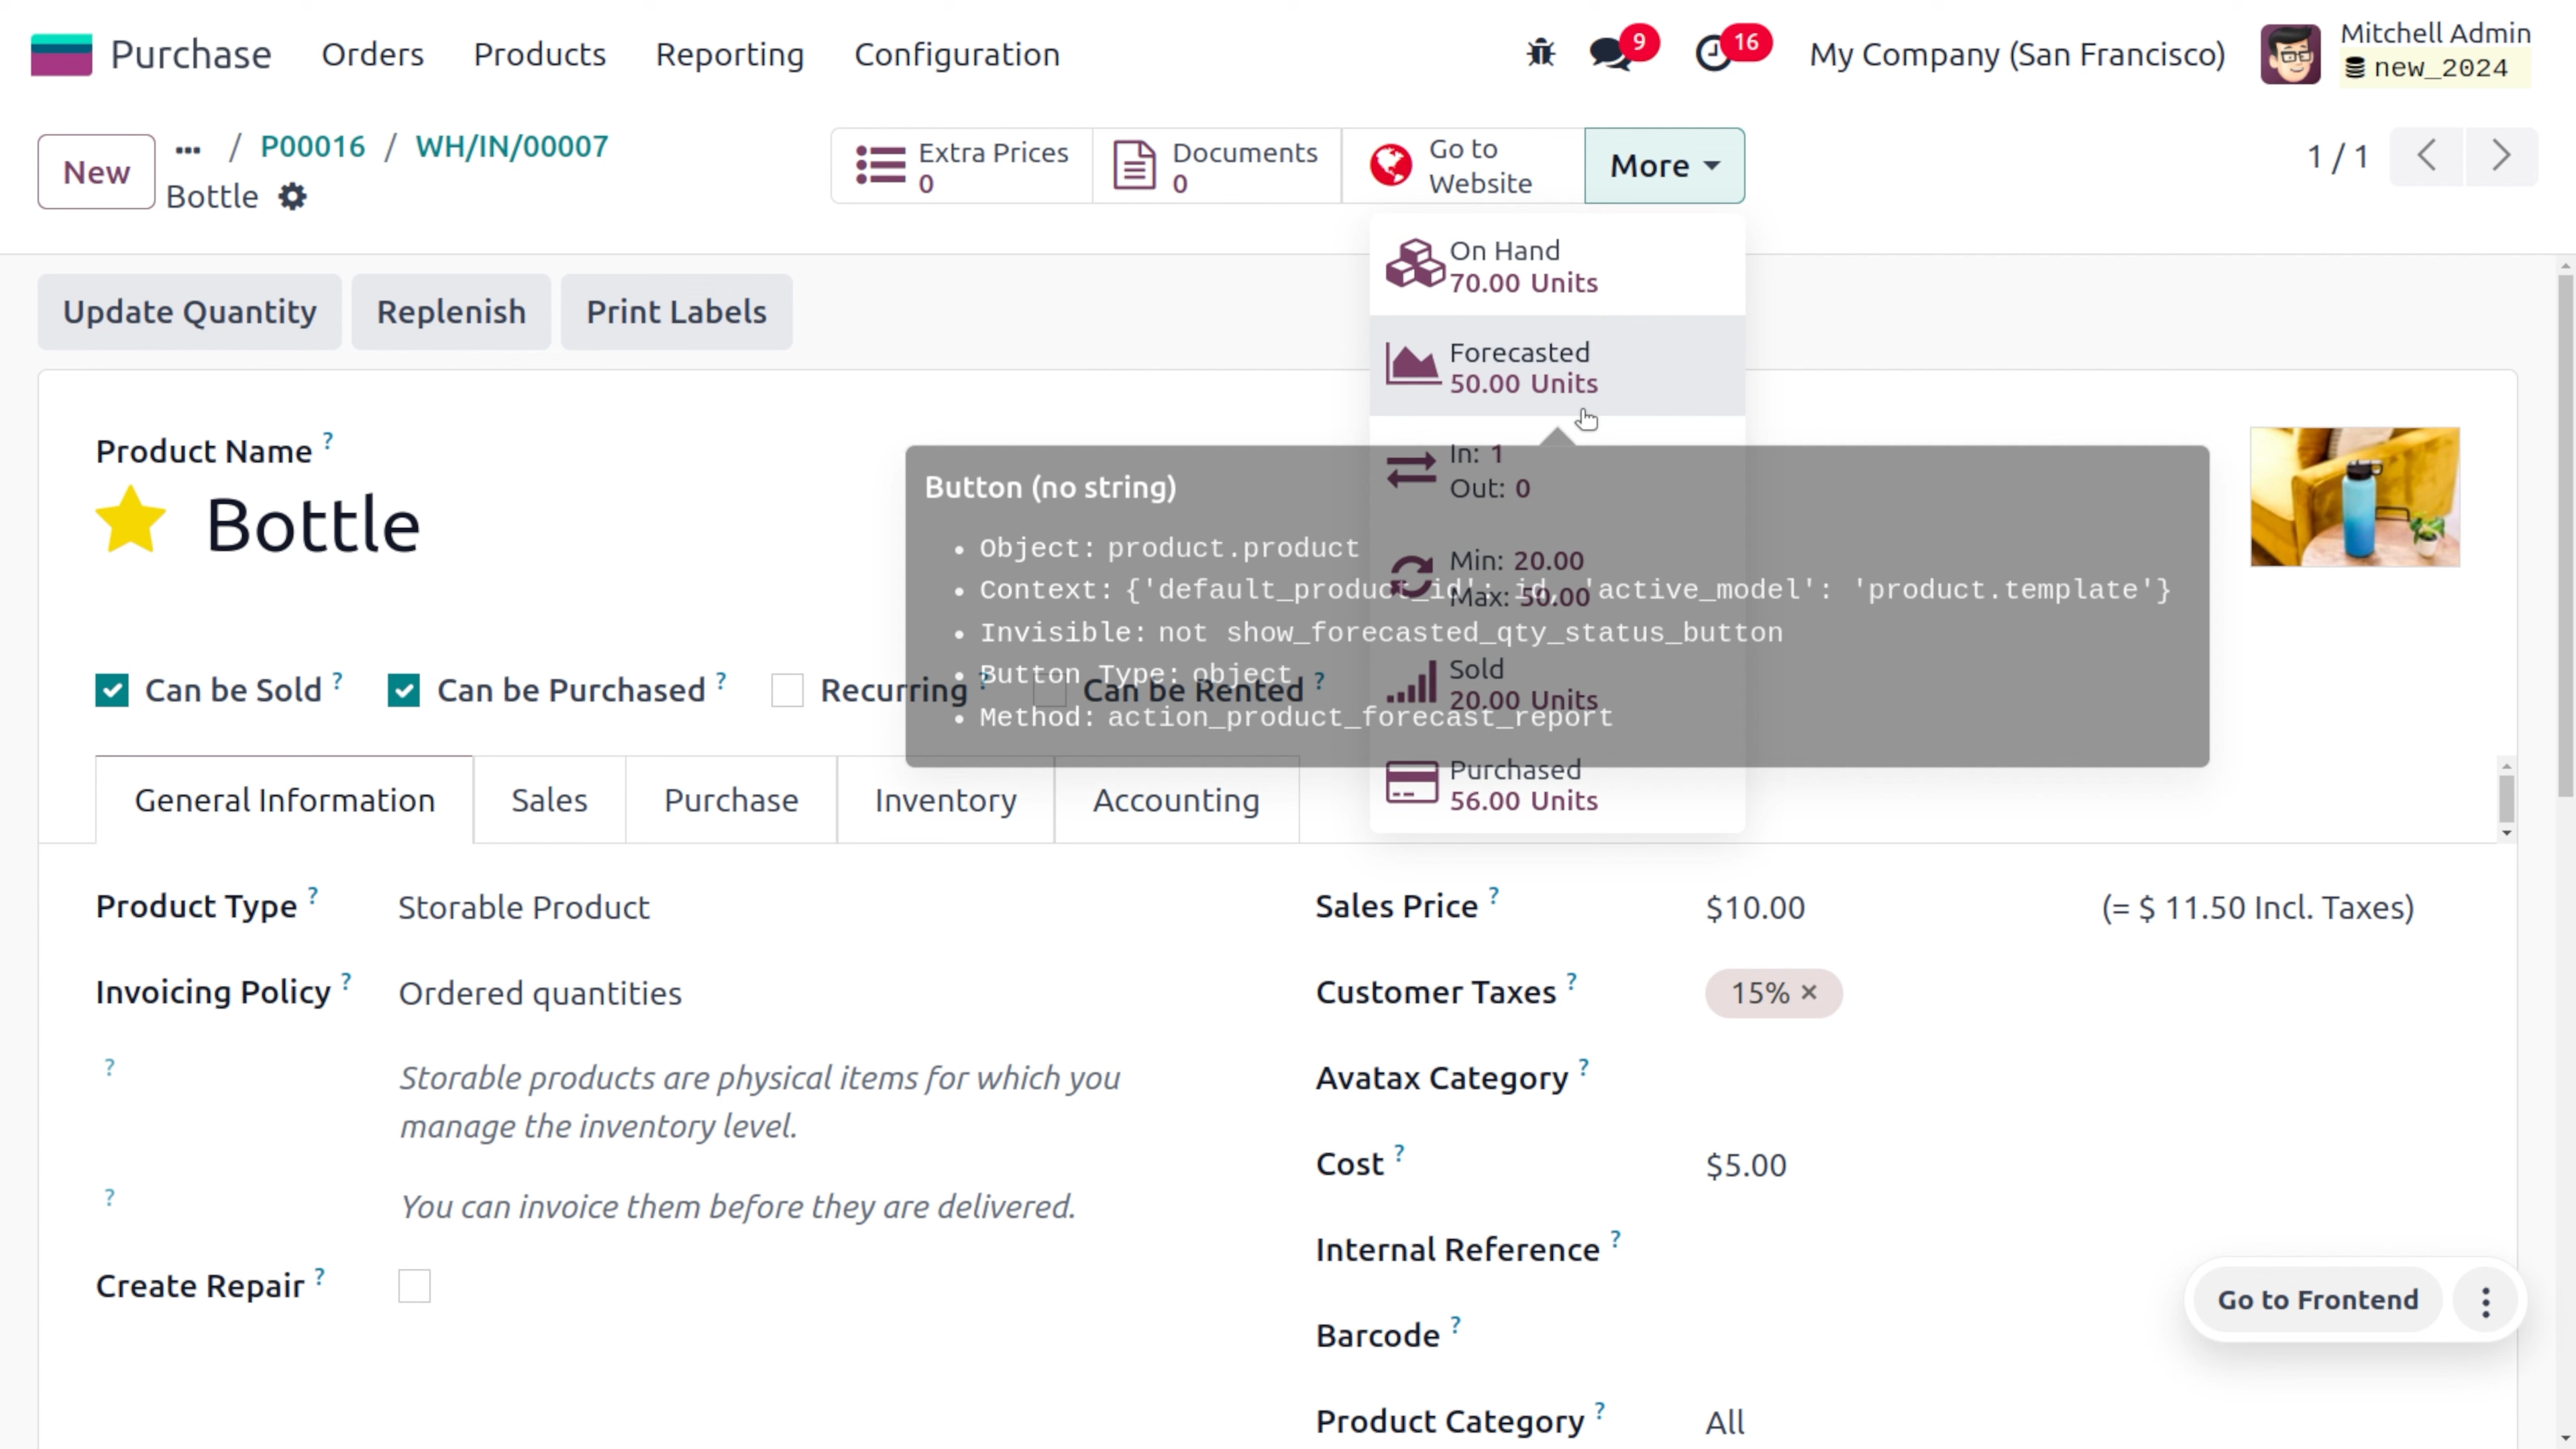 Purchase Orders Products Reporting Configuration 9 16 My Company (San Francisco) Mitchell Admin
new_2024
New ... / P00016 / WH/IN/00007
Bottle
Extra Prices
0
Documents
0
Go to
Website
More
1 / 1
On Hand
70.00 Units
Forecasted
50.00 Units
In: 1
Out: 0
Min: 20.00
Max: 50.00
Sold
20.00 Units
Purchased
56.00 Units
Update Quantity Replenish Print Labels
Product Name ?
Bottle
Button (no string)
• Object: product.product
• Context: {'default_product_id': id, 'active_model': 'product.template'}
• Invisible: not show_forecasted_qty_status_button
• Button Type: object
• Method: action_product_forecast_report
Can be Sold ? Can be Purchased ? Recurring ? Can be Rented ?
General Information Sales Purchase Inventory Accounting
Product Type ? Storable Product
Invoicing Policy ? Ordered quantities
? Storable products are physical items for which you
manage the inventory level.
? You can invoice them before they are delivered.
Create Repair ?
Sales Price ? $10.00 (= $ 11.50 Incl. Taxes)
Customer Taxes ? 15% ×
Avatax Category ?
Cost ? $5.00
Internal Reference ?
Barcode ?
Product Category ? All
Go to Frontend